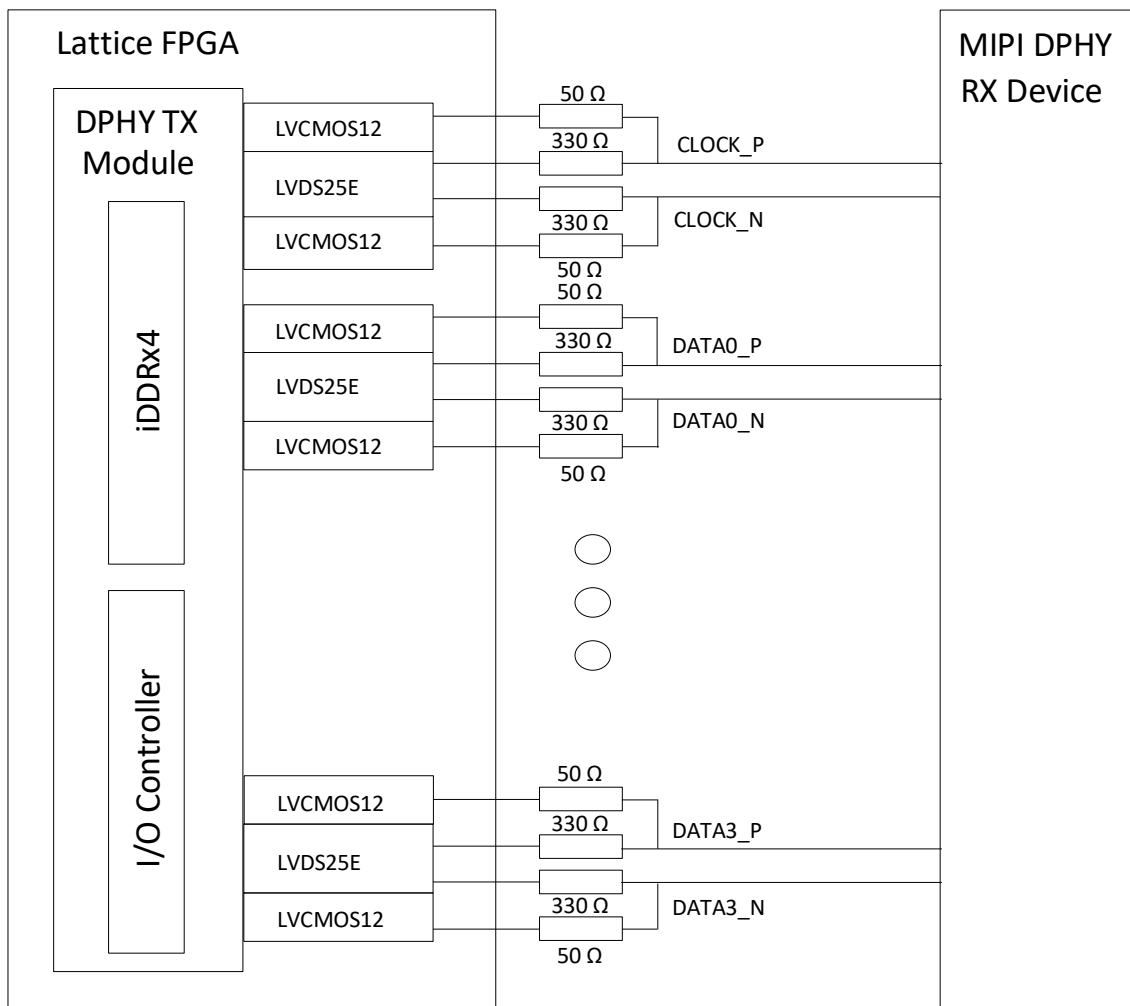 Lattice FPGA
MIPI DPHY
RX Device
DPHY TX
Module
iDDRx4
I/O Controller
LVCMOS12
LVDS25E
LVCMOS12
50 Ω
330 Ω
330 Ω
50 Ω
CLOCK_P
CLOCK_N
LVCMOS12
LVDS25E
LVCMOS12
50 Ω
330 Ω
330 Ω
50 Ω
DATA0_P
DATA0_N
LVCMOS12
LVDS25E
LVCMOS12
50 Ω
330 Ω
330 Ω
50 Ω
DATA3_P
DATA3_N